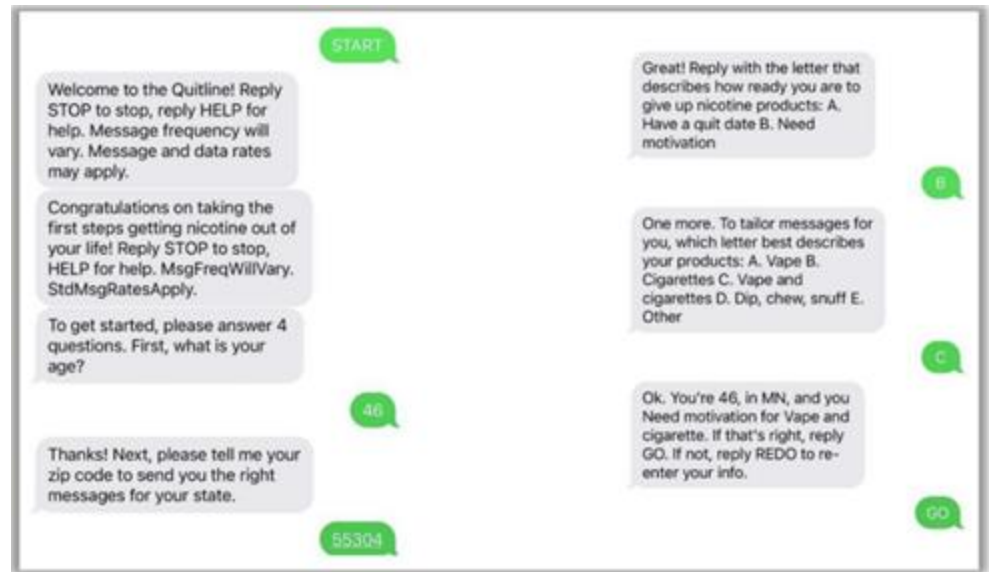 START
Welcome to the Quitline! Reply
STOP to stop, reply HELP for
help. Message frequency will
vary. Message and data rates
may apply.
Congratulations on taking the
first steps getting nicotine out of
your life! Reply STOP to stop,
HELP for help. MsgFreqWillVary.
StdMsgRatesApply.
To get started, please answer 4
questions. First, what is your
age?
46
Thanks! Next, please tell me your
zip code to send you the right
messages for your state.
55304
Great! Reply with the letter that
describes how ready you are to
give up nicotine products: A.
Have a quit date B. Need
motivation
B
One more. To tailor messages for
you, which letter best describes
your products: A. Vape B.
Cigarettes C. Vape and
cigarettes D. Dip, chew, snuff E.
Other
C
Ok. You're 46, in MN, and you
Need motivation for Vape and
cigarette. If that's right, reply
GO. If not, reply REDO to re-
enter your info.
GO